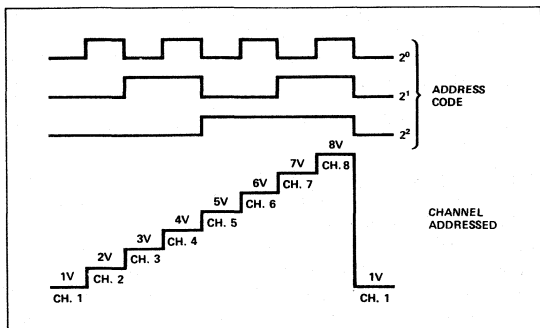 2⁰
2¹
ADDRESS
CODE
2²
8V
CH. 8
7V
CH. 7
6V
CH. 6
5V
CH. 5
4V
CH. 4
3V
CH. 3
2V
CH. 2
1V
CH. 1
CHANNEL
ADDRESSED
1V
CH. 1